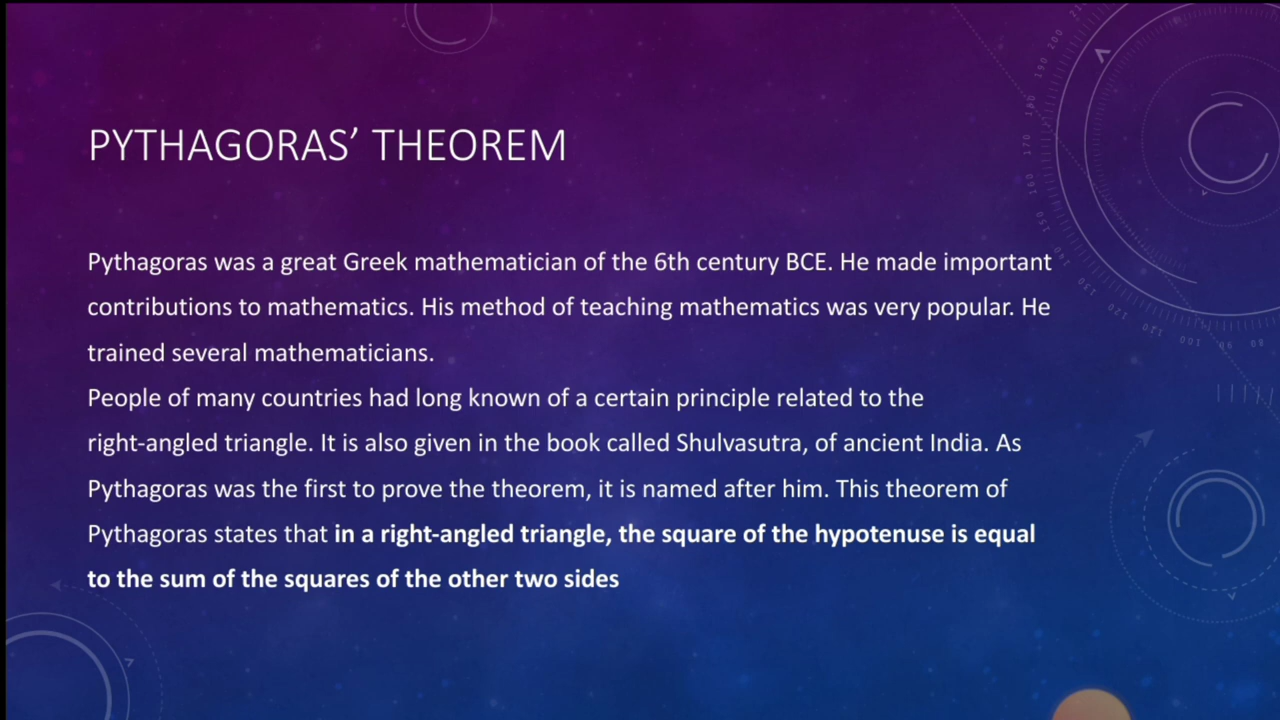 PYTHAGORAS’ THEOREM
Pythagoras was a great Greek mathematician of the 6th century BCE. He made important
contributions to mathematics. His method of teaching mathematics was very popular. He
trained several mathematicians.
People of many countries had long known of a certain principle related to the
right-angled triangle. It is also given in the book called Shulvasutra, of ancient India. As
Pythagoras was the first to prove the theorem, it is named after him. This theorem of
Pythagoras states that in a right-angled triangle, the square of the hypotenuse is equal
to the sum of the squares of the other two sides